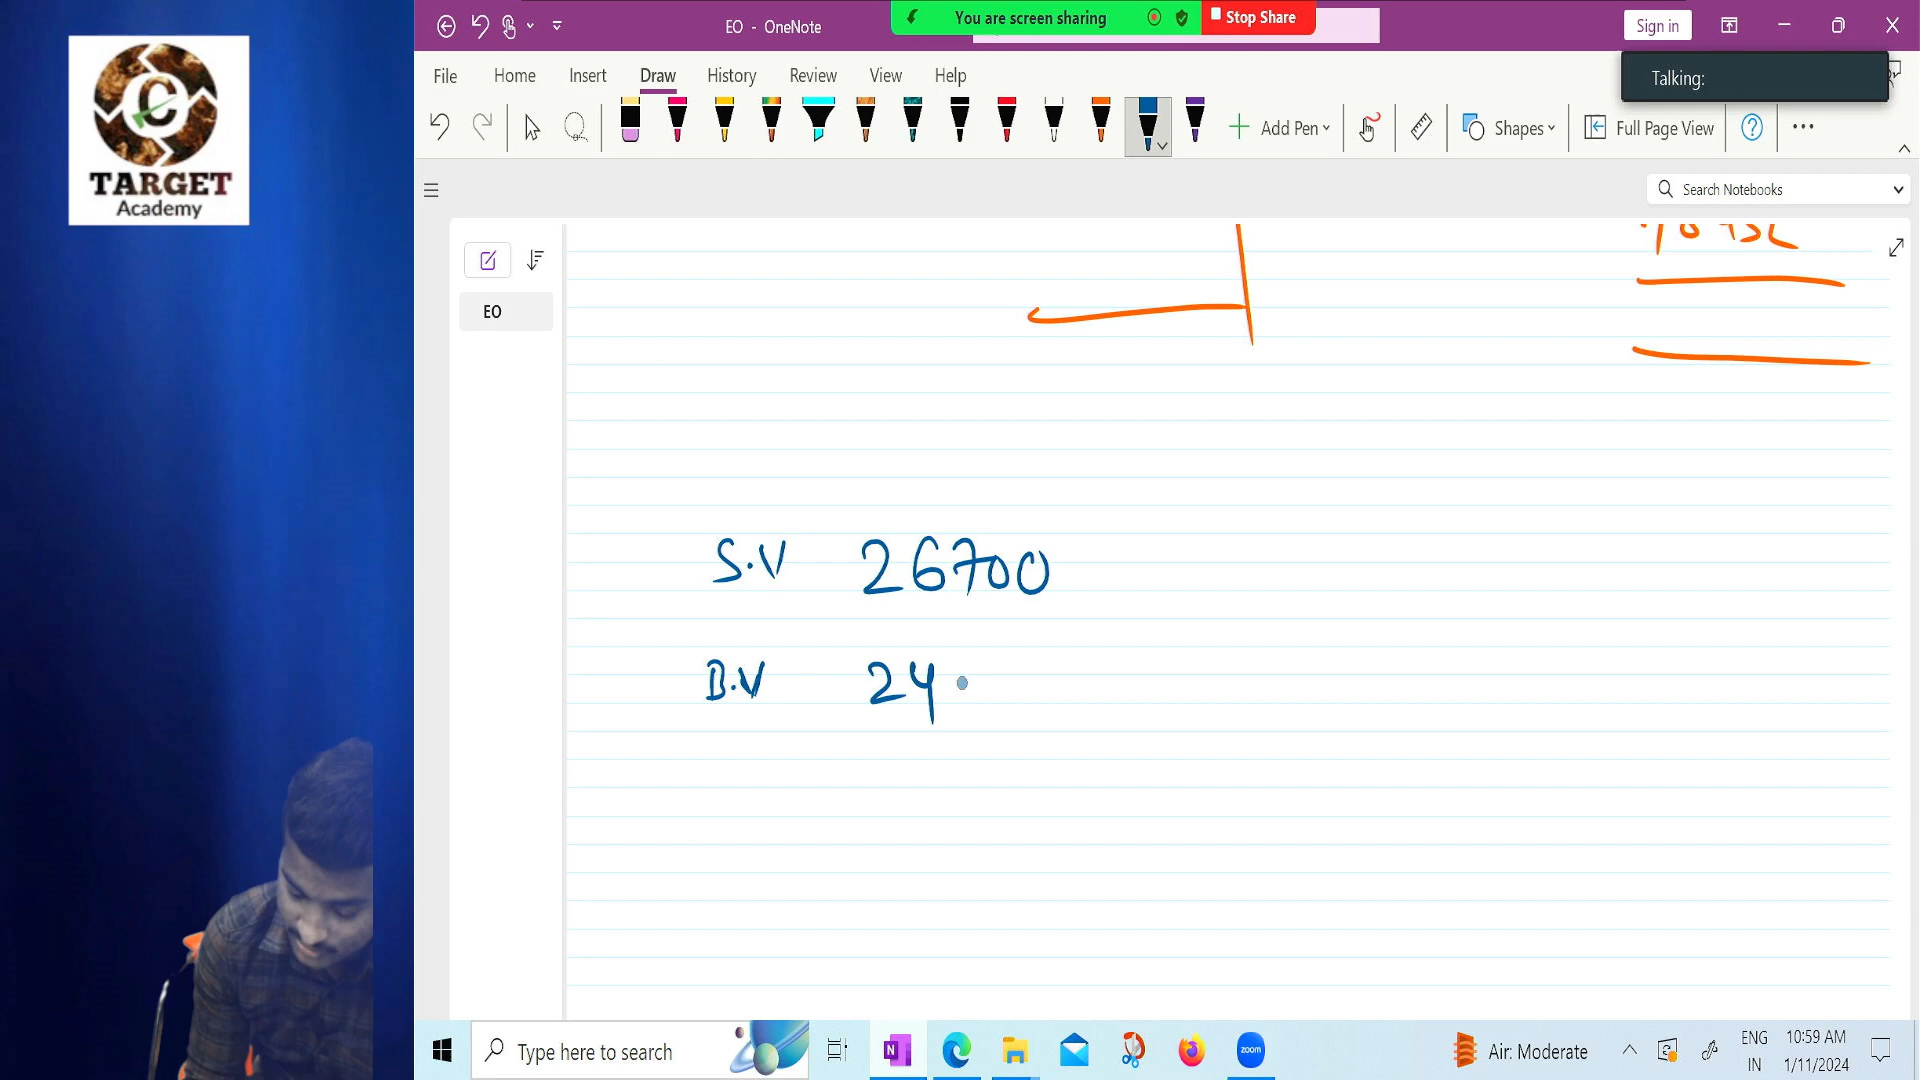 TARGET
Academy
EO - OneNote
You are screen sharing
Stop Share
Sign in
File Home Insert Draw History Review View Help
Talking:
Add Pen Shapes Full Page View
Search Notebooks
EO
S.V 26700
B.V 24
Type here to search
zoom
Air: Moderate
ENG
IN
10:59 AM
1/11/2024